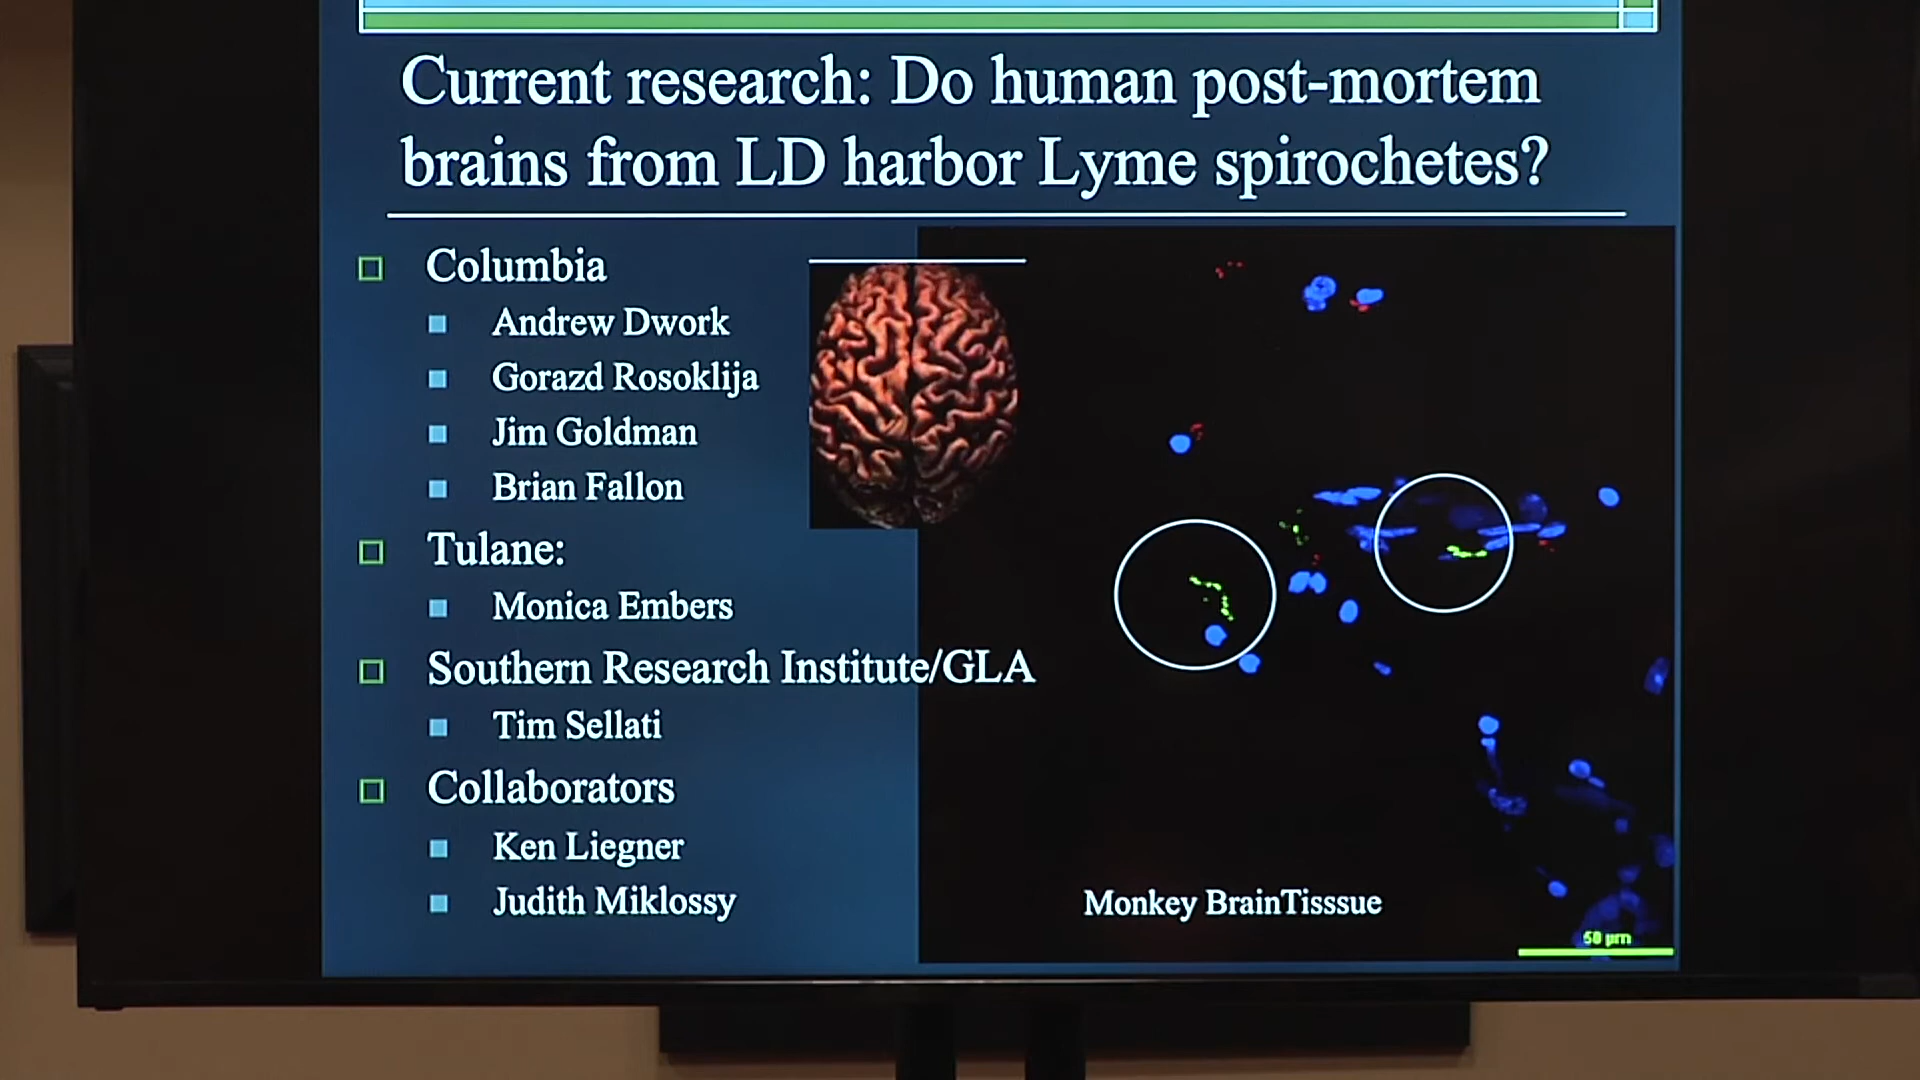 Current research: Do human post-mortem
brains from LD harbor Lyme spirochetes?
Columbia
Andrew Dwork
Gorazd Rosoklija
Jim Goldman
Brian Fallon
Tulane:
Monica Embers
Southern Research Institute/GLA
Tim Sellati
Collaborators
Ken Liegner
Judith Miklossy
Monkey BrainTisssue
50 µm